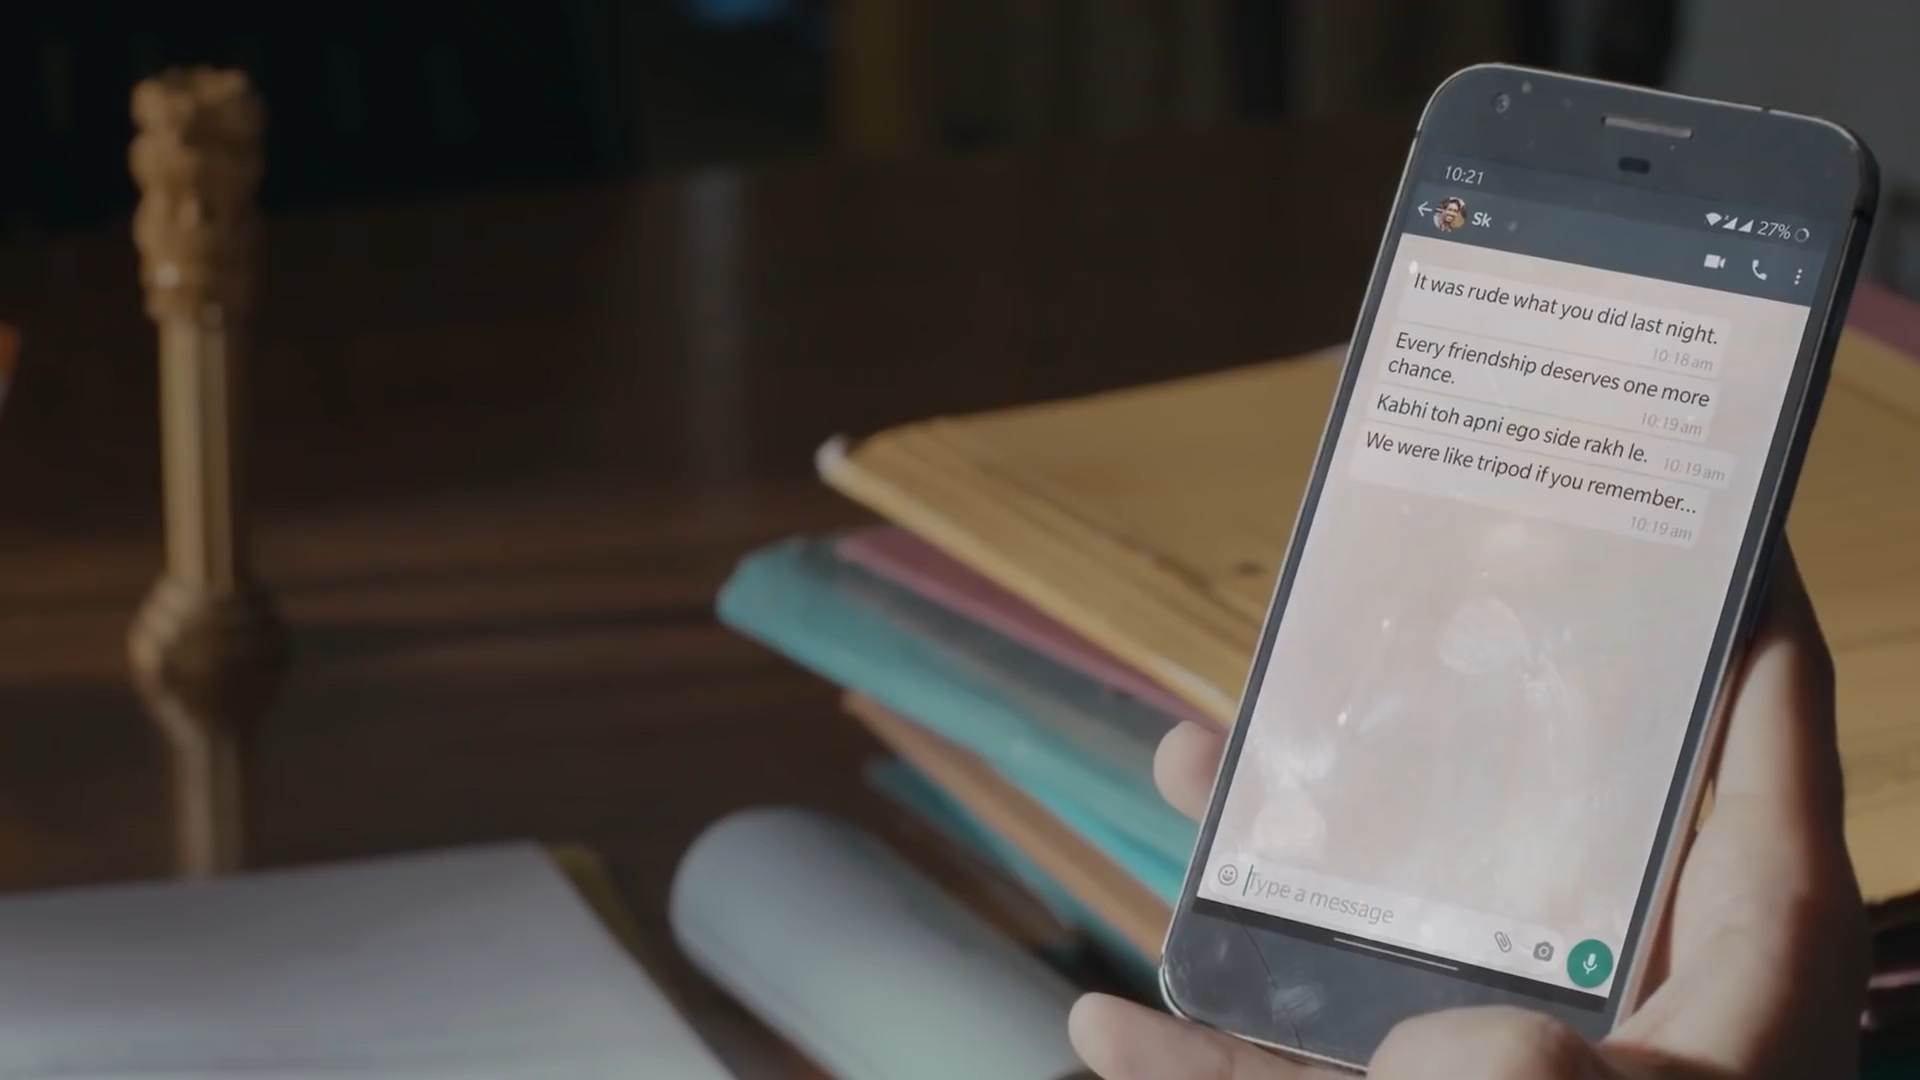 10:21
27%
Sk
It was rude what you did last night.
10:18 am
Every friendship deserves one more
chance.
10:19 am
Kabhi toh apni ego side rakh le. 10:19 am
We were like tripod if you remember...
10:19 am
Type a message